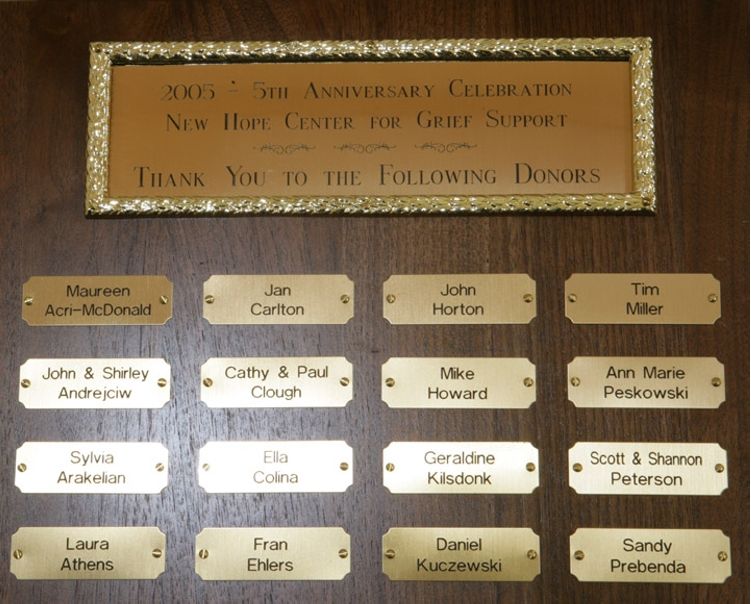 2005 - 5th Anniversary Celebration
New Hope Center for Grief Support
Thank You to the Following Donors
Maureen
Acri-McDonald
Jan
Carlton
John
Horton
Tim
Miller
John & Shirley
Andrejciw
Cathy & Paul
Clough
Mike
Howard
Ann Marie
Peskowski
Sylvia
Arakelian
Ella
Colina
Geraldine
Kilsdonk
Scott & Shannon
Peterson
Laura
Athens
Fran
Ehlers
Daniel
Kuczewski
Sandy
Prebenda